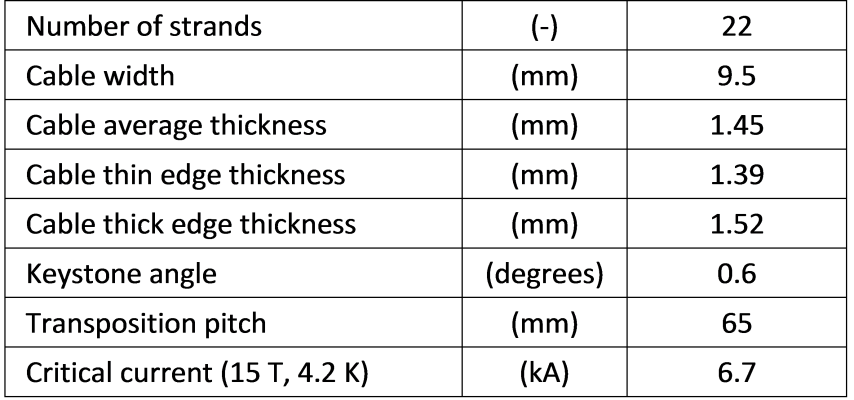 Number of strands (-) 22
Cable width (mm) 9.5
Cable average thickness (mm) 1.45
Cable thin edge thickness (mm) 1.39
Cable thick edge thickness (mm) 1.52
Keystone angle (degrees) 0.6
Transposition pitch (mm) 65
Critical current (15 T, 4.2 K) (kA) 6.7